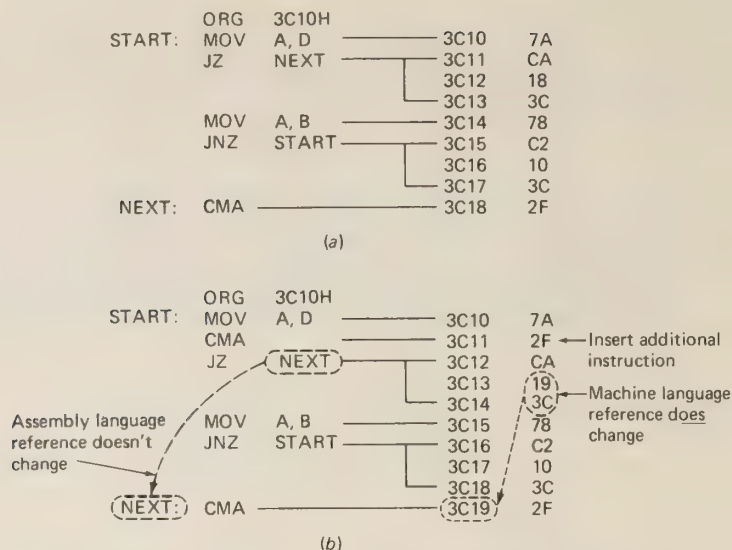 ORG 3C10H
START: MOV A, D 3C10 7A
JZ NEXT 3C11 CA
3C12 18
3C13 3C
MOV A, B 3C14 78
JNZ START 3C15 C2
3C16 10
3C17 3C
NEXT: CMA 3C18 2F
(a)
ORG 3C10H
START: MOV A, D 3C10 7A
CMA 3C11 2F Insert additional
instruction
JZ NEXT 3C12 CA
3C13 19
3C14 3C Machine language
reference does
change
Assembly language
reference doesn't
change
MOV A, B 3C15 78
JNZ START 3C16 C2
3C17 10
3C18 3C
NEXT: CMA 3C19 2F
(b)